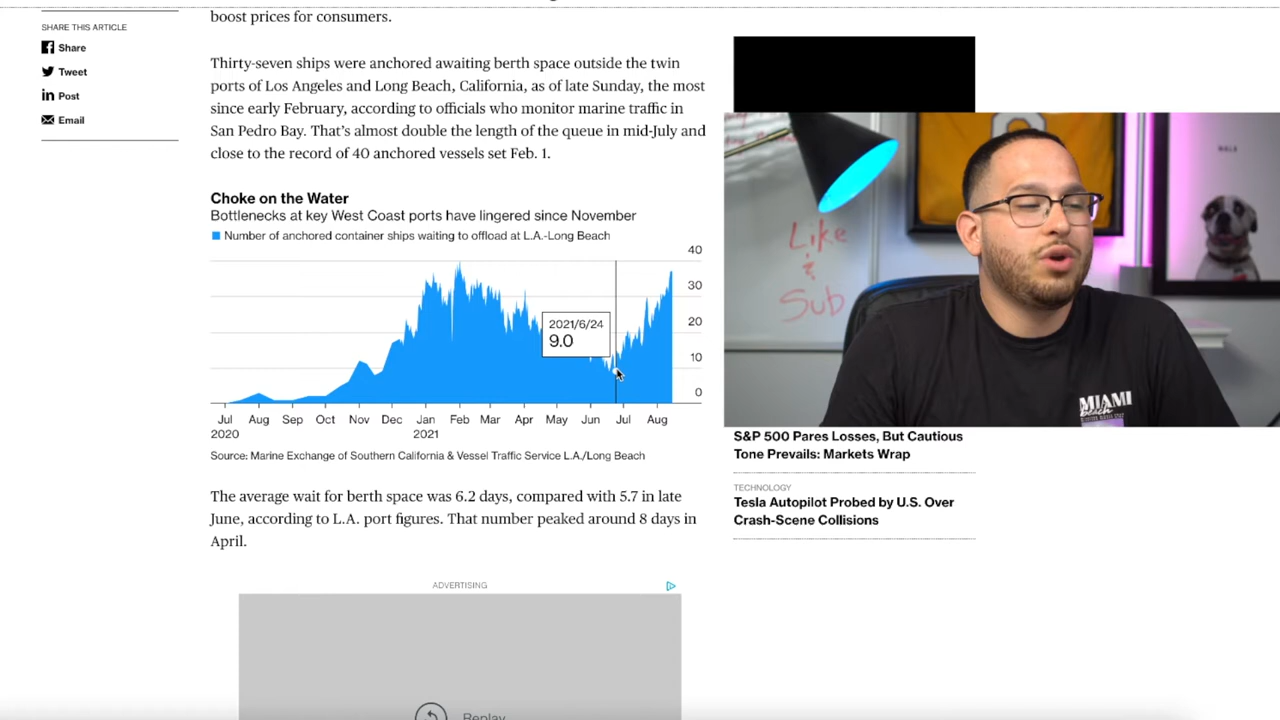 boost prices for consumers.
SHARE THIS ARTICLE
Share
Tweet
Post
Email
Thirty-seven ships were anchored awaiting berth space outside the twin
ports of Los Angeles and Long Beach, California, as of late Sunday, the most
since early February, according to officials who monitor marine traffic in
San Pedro Bay. That’s almost double the length of the queue in mid-July and
close to the record of 40 anchored vessels set Feb. 1.
Choke on the Water
Bottlenecks at key West Coast ports have lingered since November
Number of anchored container ships waiting to offload at L.A.-Long Beach
40
30
20
10
0
2021/6/24
9.0
Jul Aug Sep Oct Nov Dec Jan Feb Mar Apr May Jun Jul Aug
2020 2021
Source: Marine Exchange of Southern California & Vessel Traffic Service L.A./Long Beach
The average wait for berth space was 6.2 days, compared with 5.7 in late
June, according to L.A. port figures. That number peaked around 8 days in
April.
ADVERTISING
Replay
Like
&
Sub
MIAMI
beach
S&P 500 Pares Losses, But Cautious
Tone Prevails: Markets Wrap
TECHNOLOGY
Tesla Autopilot Probed by U.S. Over
Crash-Scene Collisions